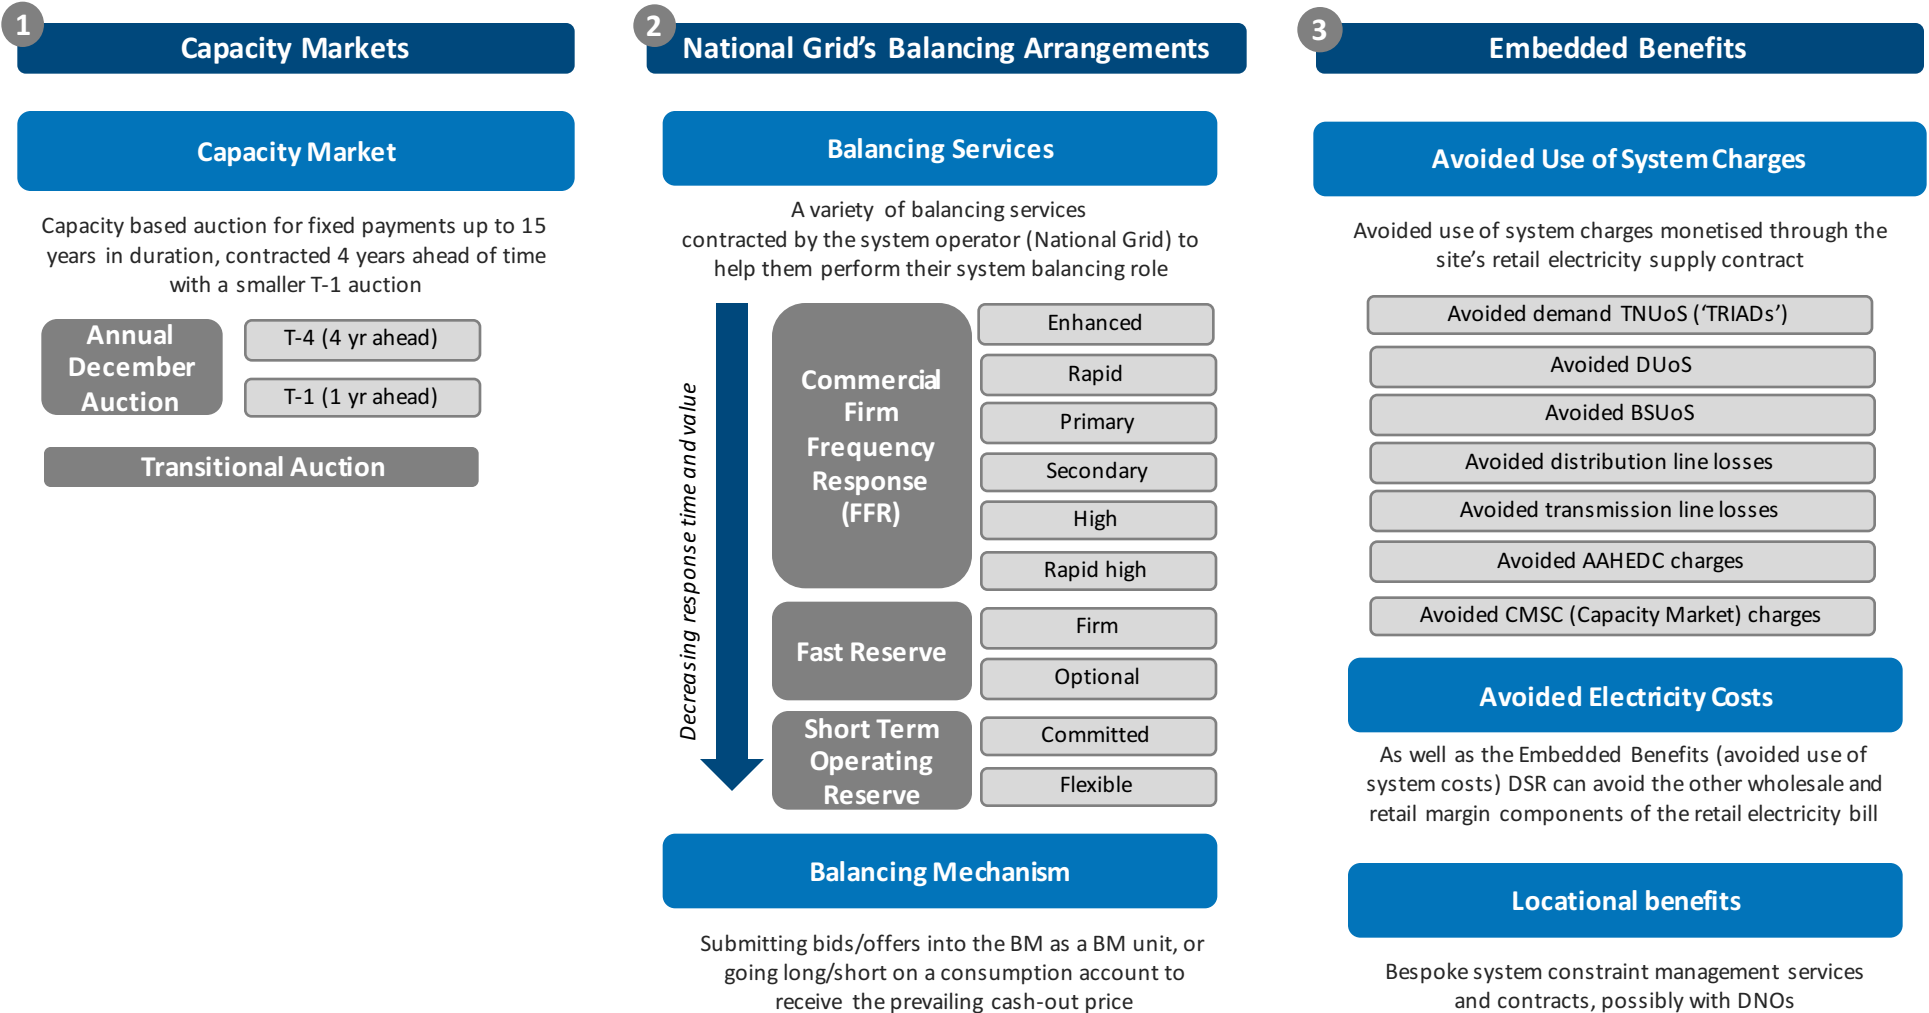 1
Capacity Markets
Capacity Market
Capacity based auction for fixed payments up to 15
years in duration, contracted 4 years ahead of time
with a smaller T-1 auction
Annual
December
Auction
T-4 (4 yr ahead)
T-1 (1 yr ahead)
Transitional Auction
2
National Grid's Balancing Arrangements
Balancing Services
A variety of balancing services
contracted by the system operator (National Grid) to
help them perform their system balancing role
Decreasing response time and value
Commercial
Firm
Frequency
Response
(FFR)
Enhanced
Rapid
Primary
Secondary
High
Rapid high
Fast Reserve
Firm
Optional
Short Term
Operating
Reserve
Committed
Flexible
Balancing Mechanism
Submitting bids/offers into the BM as a BM unit, or
going long/short on a consumption account to
receive the prevailing cash-out price
3
Embedded Benefits
Avoided Use of System Charges
Avoided use of system charges monetised through the
site's retail electricity supply contract
Avoided demand TNUoS ('TRIADs')
Avoided DUoS
Avoided BSUoS
Avoided distribution line losses
Avoided transmission line losses
Avoided AAHEDC charges
Avoided CMSC (Capacity Market) charges
Avoided Electricity Costs
As well as the Embedded Benefits (avoided use of
system costs) DSR can avoid the other wholesale and
retail margin components of the retail electricity bill
Locational benefits
Bespoke system constraint management services
and contracts, possibly with DNOs